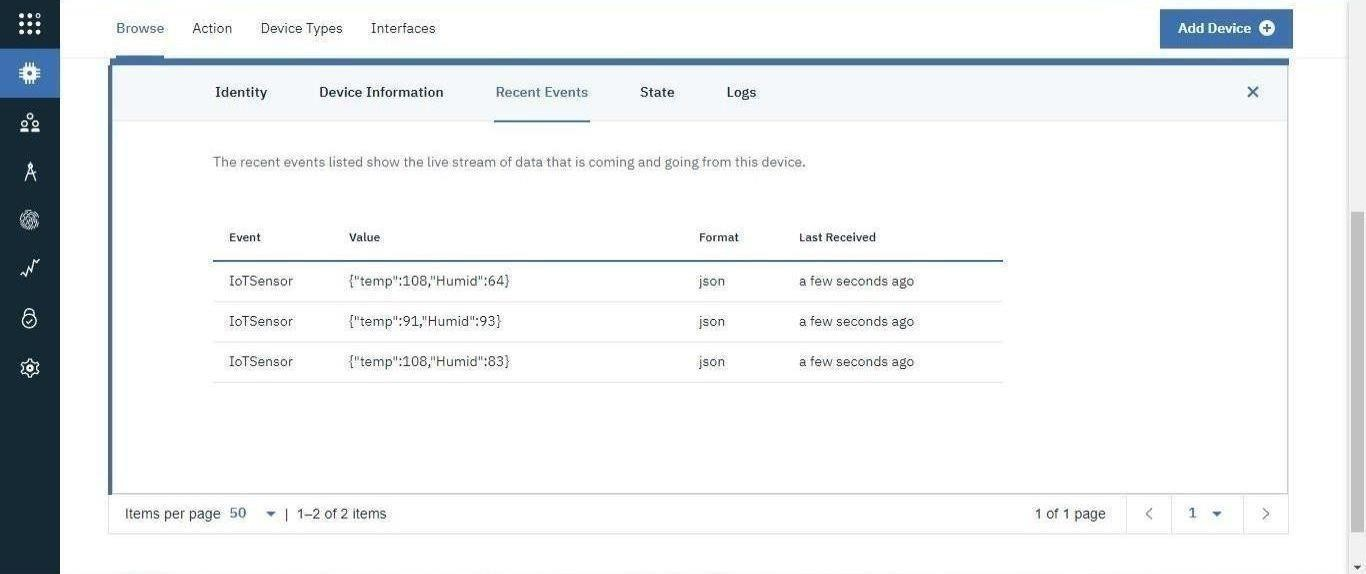 Browse Action Device Types Interfaces Add Device
Identity Device Information Recent Events State Logs
The recent events listed show the live stream of data that is coming and going from this device.
Event Value Format Last Received
IoTSensor {"temp":108,"Humid":64} json a few seconds ago
IoTSensor {"temp":91,"Humid":93} json a few seconds ago
IoTSensor {"temp":108,"Humid":83} json a few seconds ago
Items per page 50 | 1–2 of 2 items 1 of 1 page 1